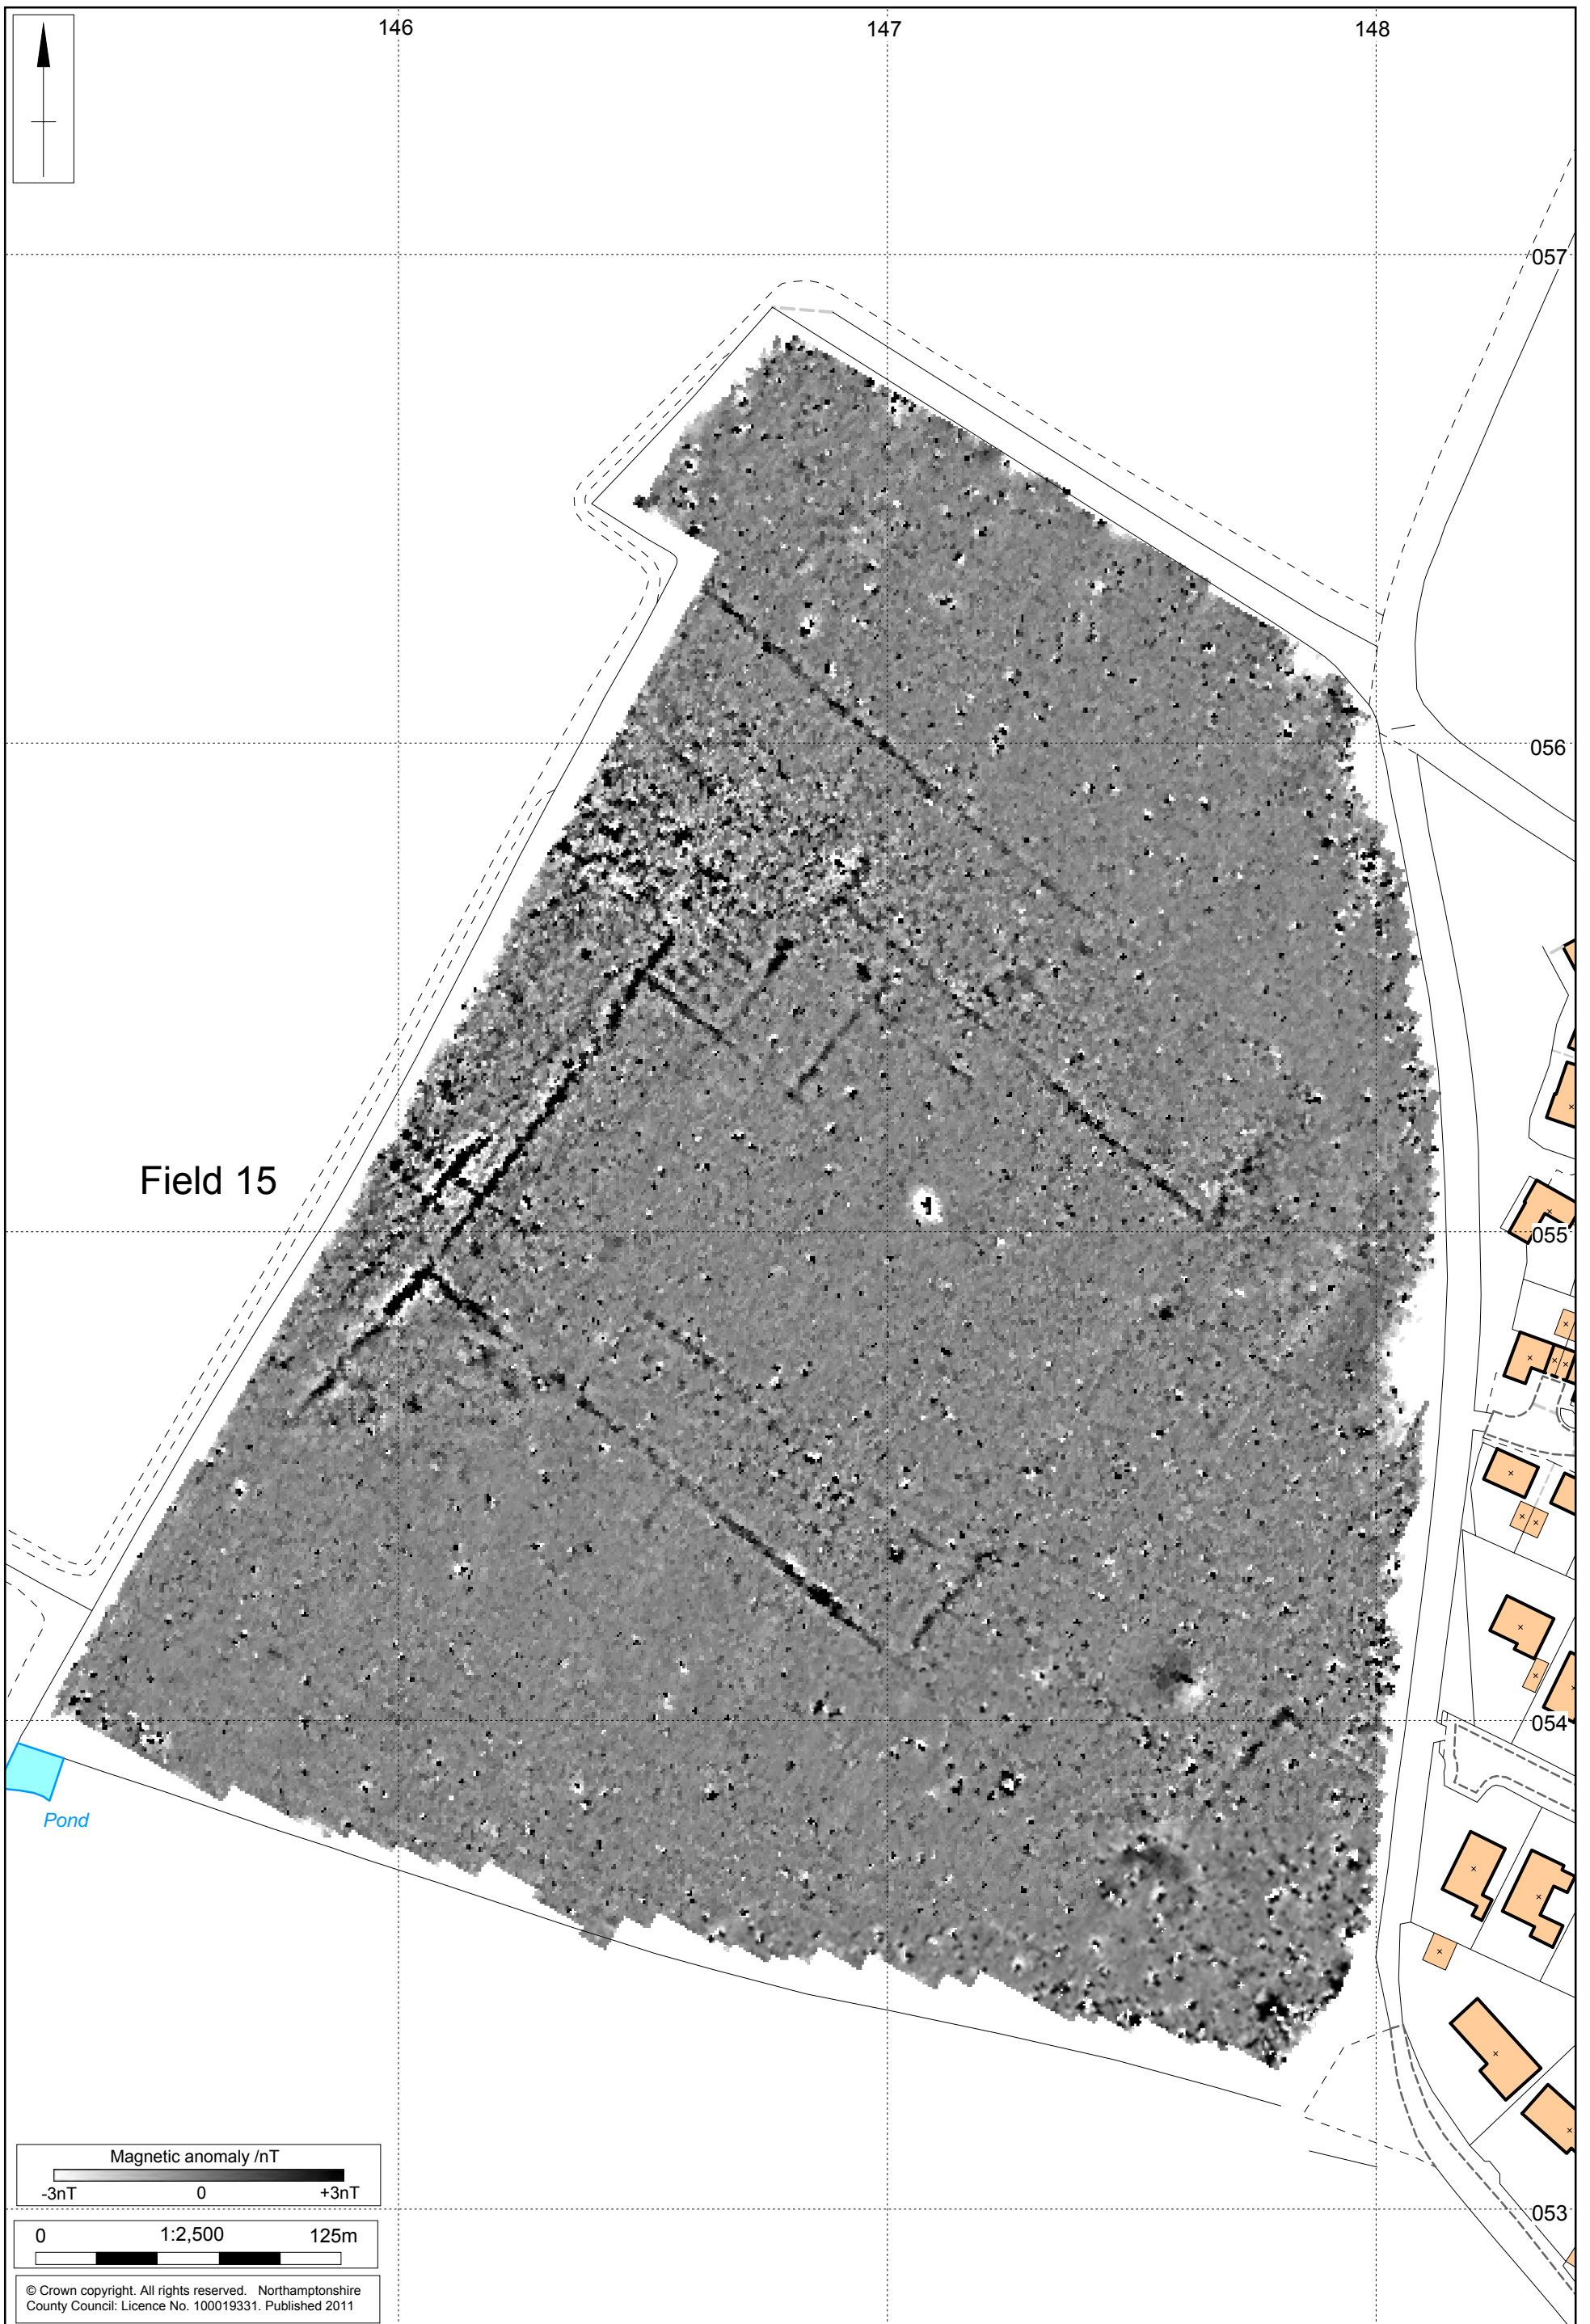 146
147
148
057
056
Field 15
055
054
Pond
Magnetic anomaly /nT
-3nT 0 +3nT
0 1:2,500 125m
053
© Crown copyright. All rights reserved. Northamptonshire
County Council: Licence No. 100019331. Published 2011